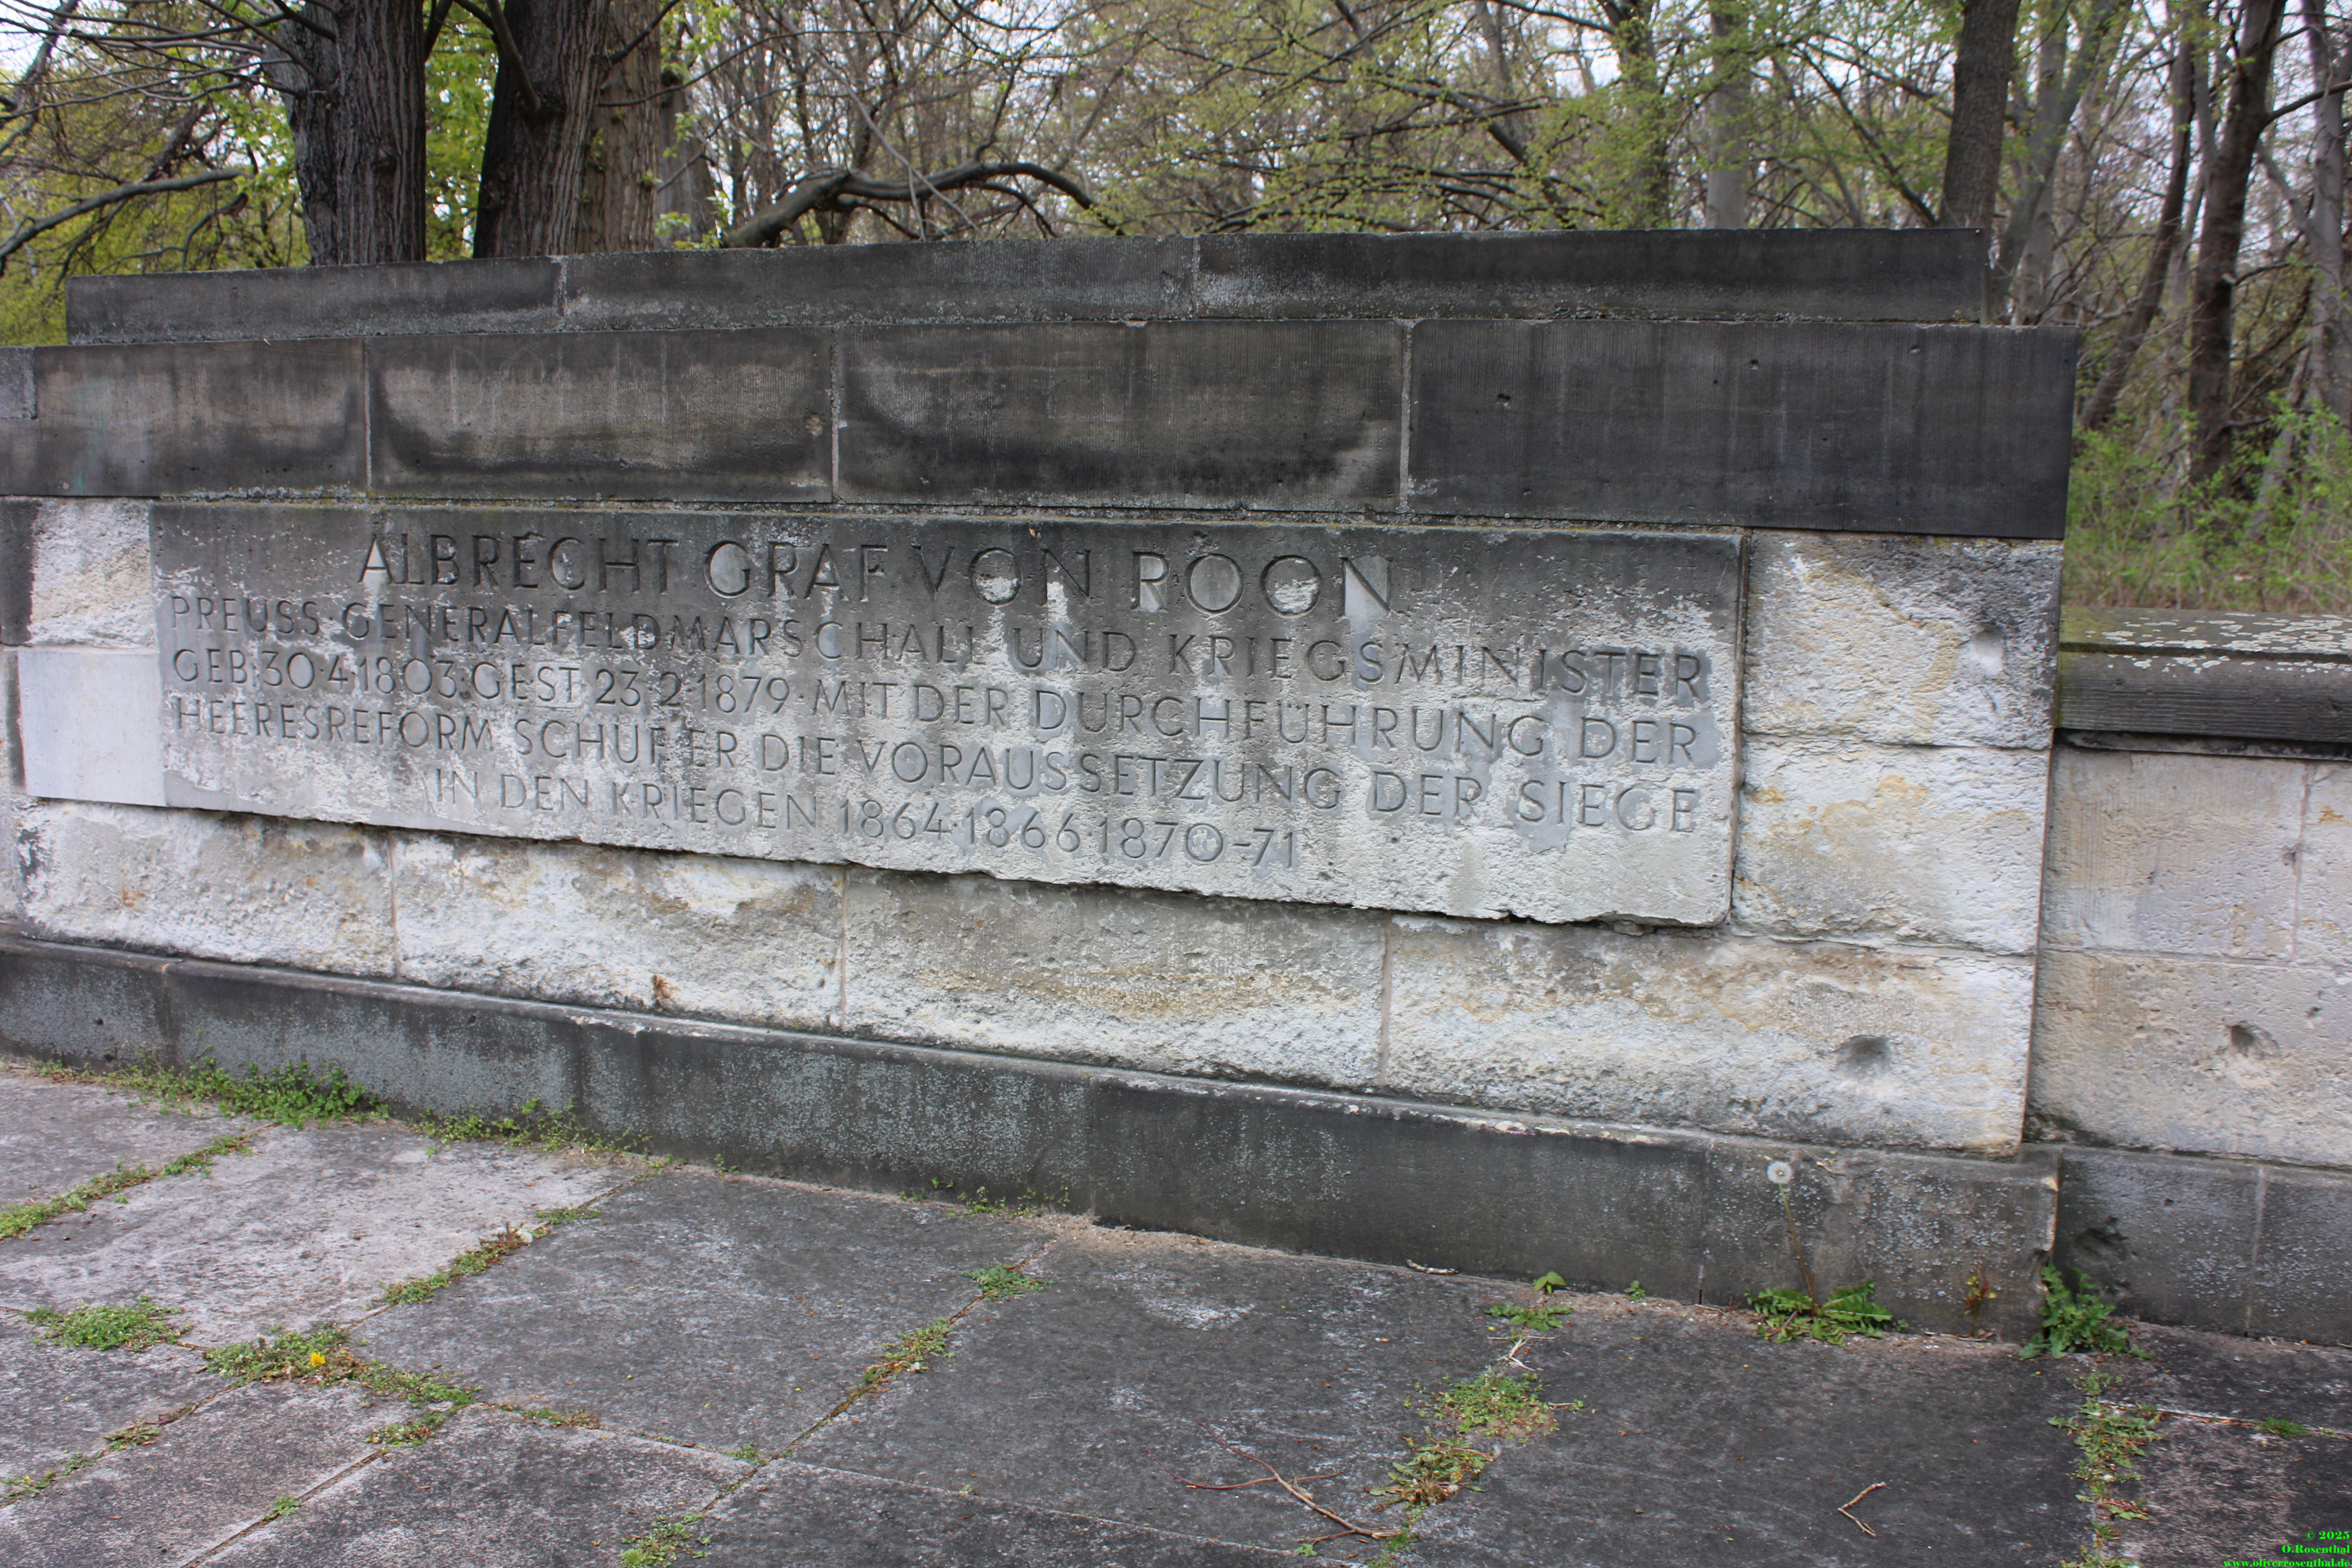 ALBRECHT GRAF VON ROON
PREUSS·GENERALFELDMARSCHALL UND KRIEGSMINISTER
GEB·30·4·1803·GEST·23·2·1879·MIT DER DURCHFÜHRUNG DER
HEERESREFORM SCHUF ER DIE VORAUSSETZUNG DER SIEGE
IN DEN KRIEGEN 1864·1866·1870-71
© 2025
O.Rosenthal
www.oliverrosenthal.de